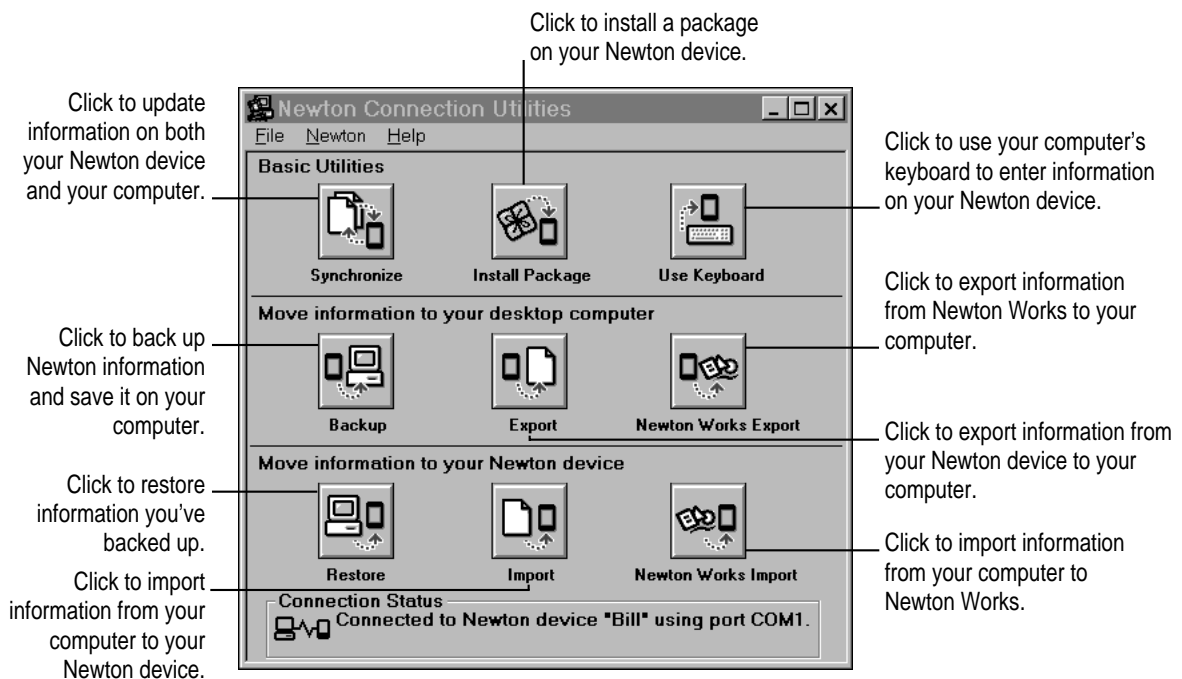 Click to install a package
on your Newton device.
Click to update
information on both
your Newton device
and your computer.
Newton Connection Utilities
File Newton Help
Basic Utilities
Synchronize
Install Package
Use Keyboard
Click to use your computer’s
keyboard to enter information
on your Newton device.
Click to back up
Newton information
and save it on your
computer.
Move information to your desktop computer
Backup
Export
Newton Works Export
Click to export information
from Newton Works to your
computer.
Click to export information from
your Newton device to your
computer.
Click to restore
information you’ve
backed up.
Move information to your Newton device
Restore
Import
Newton Works Import
Click to import information
from your computer to
Newton Works.
Click to import
information from your
computer to your
Newton device.
Connection Status
Connected to Newton device "Bill" using port COM1.